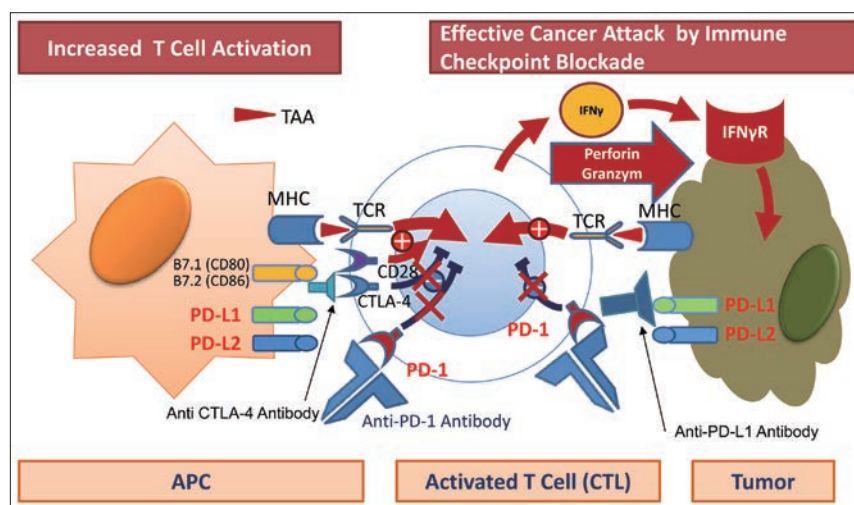 Increased T Cell Activation
Effective Cancer Attack by Immune
Checkpoint Blockade
TAA
IFNγ
IFNγR
Perforin
Granzym
MHC
TCR
TCR
MHC
B7.1 (CD80)
B7.2 (CD86)
CD28
CTLA-4
PD-L1
PD-L2
PD-1
PD-1
PD-L1
PD-L2
Anti CTLA-4 Antibody
Anti-PD-1 Antibody
Anti-PD-L1 Antibody
APC
Activated T Cell (CTL)
Tumor